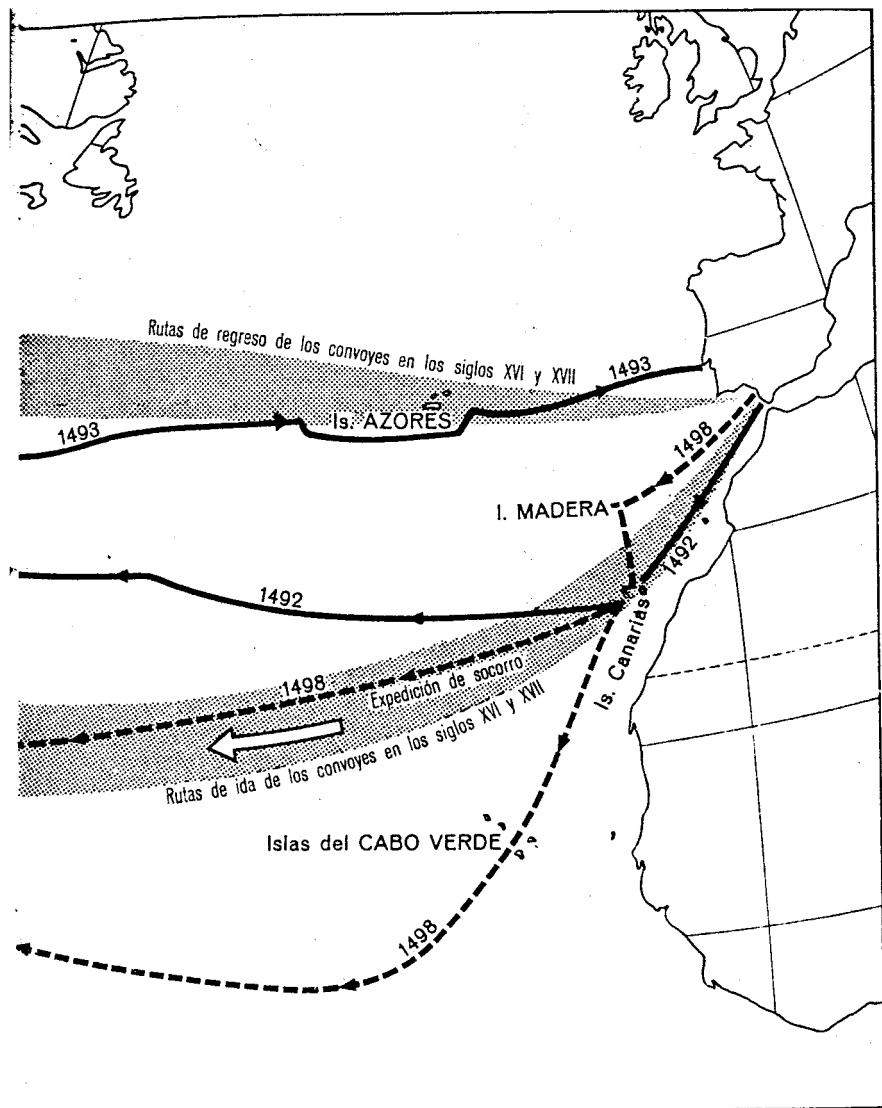 Rutas de regreso de los convoyes en los siglos XVI y XVII
1493
1493
Is. AZORES
1498
I. MADERA
1492
1492
Is. Canarias
1498
Expedición de socorro
Rutas de ida de los convoyes en los siglos XVI y XVII
Islas del CABO VERDE
1498